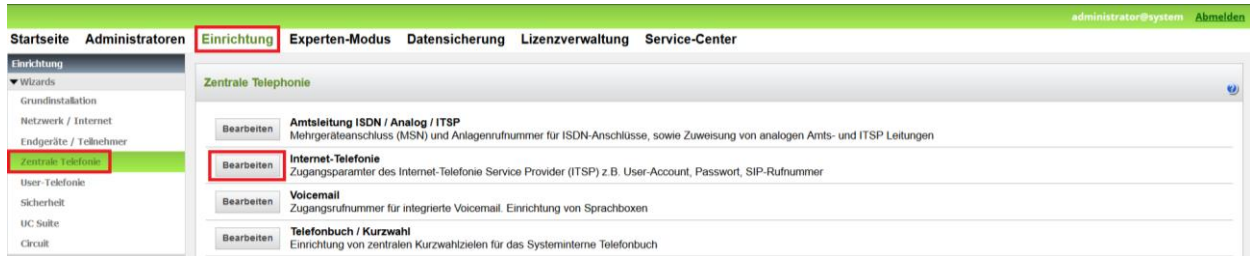 administrator@system Abmelden
Startseite Administratoren Einrichtung Experten-Modus Datensicherung Lizenzverwaltung Service-Center
Einrichtung
Wizards
Grundinstallation
Netzwerk / Internet
Endgeräte / Teilnehmer
Zentrale Telefonie
User-Telefonie
Sicherheit
UC Suite
Circuit
Zentrale Telephonie
Bearbeiten
Amtsleitung ISDN / Analog / ITSP
Mehrgeräteanschluss (MSN) und Anlagenrufnummer für ISDN-Anschlüsse, sowie Zuweisung von analogen Amts- und ITSP Leitungen
Bearbeiten
Internet-Telefonie
Zugangsparamter des Internet-Telefonie Service Provider (ITSP) z.B. User-Account, Passwort, SIP-Rufnummer
Bearbeiten
Voicemail
Zugangsrufnummer für integrierte Voicemail. Einrichtung von Sprachboxen
Bearbeiten
Telefonbuch / Kurzwahl
Einrichtung von zentralen Kurzwahlzielen für das Systeminterne Telefonbuch